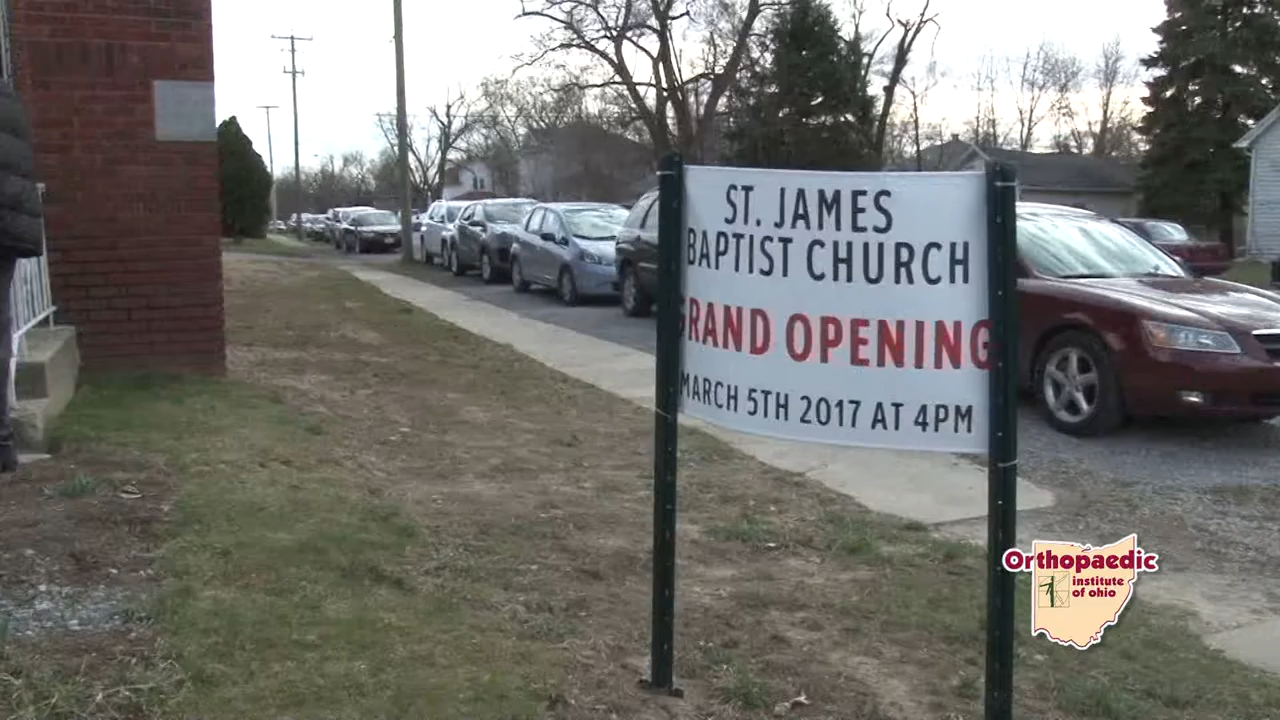 ST. JAMES
BAPTIST CHURCH
GRAND OPENING
MARCH 5TH 2017 AT 4PM
Orthopaedic
institute
of ohio